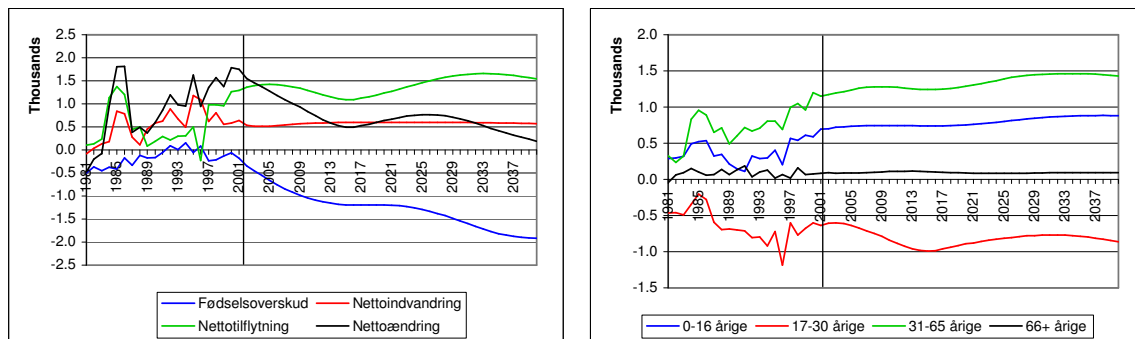 Thousands
2.5
2.0
1.5
1.0
0.5
0.0
-0.5
-1.0
-1.5
-2.0
-2.5
1981 1985 1989 1993 1997 2001 2005 2009 2013 2017 2021 2025 2029 2033 2037
Fødselsoverskud Nettoindvandring
Nettotilflytning Nettoændring
Thousands
2.0
1.5
1.0
0.5
0.0
-0.5
-1.0
-1.5
1981 1985 1989 1993 1997 2001 2005 2009 2013 2017 2021 2025 2029 2033 2037
0-16 årige 17-30 årige 31-65 årige 66+ årige